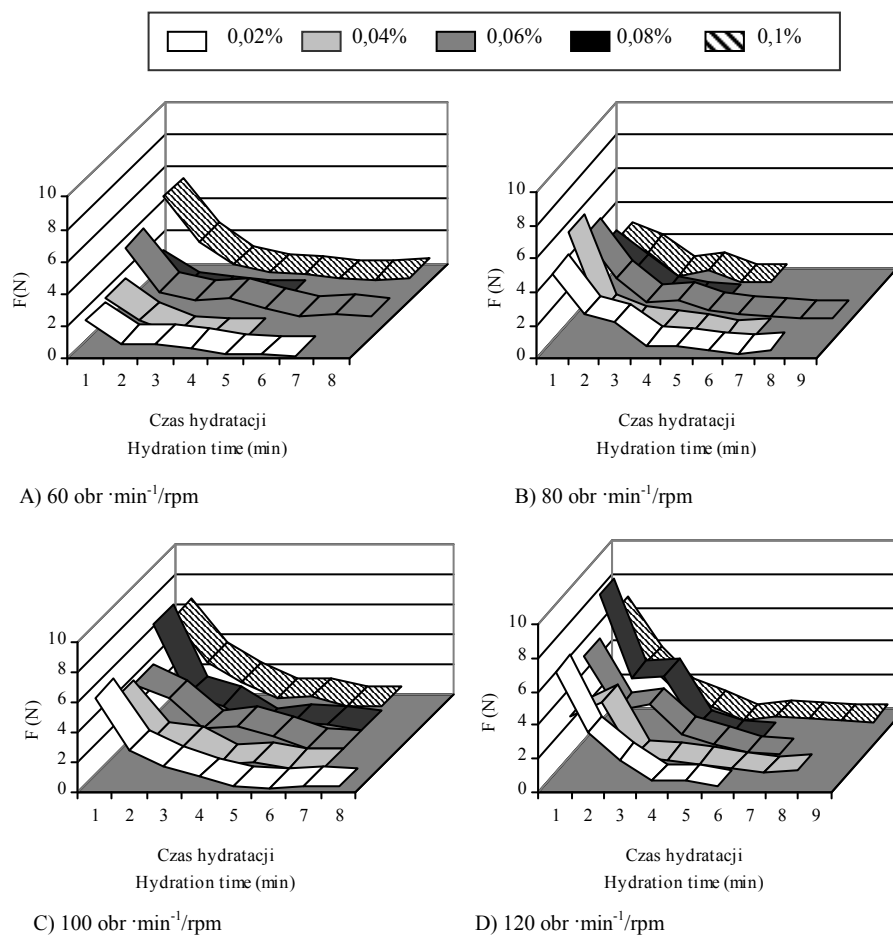 0,02% 0,04% 0,06% 0,08% 0,1%
10
8
6
4
2
0
F(N)
1 2 3 4 5 6 7 8
Czas hydratacji
Hydration time (min)
A) 60 obr ·min⁻¹/rpm
10
8
6
4
2
0
F (N)
1 2 3 4 5 6 7 8 9
Czas hydratacji
Hydration time (min)
B) 80 obr ·min⁻¹/rpm
10
8
6
4
2
0
F (N)
1 2 3 4 5 6 7 8
Czas hydratacji
Hydration time (min)
C) 100 obr ·min⁻¹/rpm
10
8
6
4
2
0
F (N)
1 2 3 4 5 6 7 8 9
Czas hydratacji
Hydration time (min)
D) 120 obr ·min⁻¹/rpm